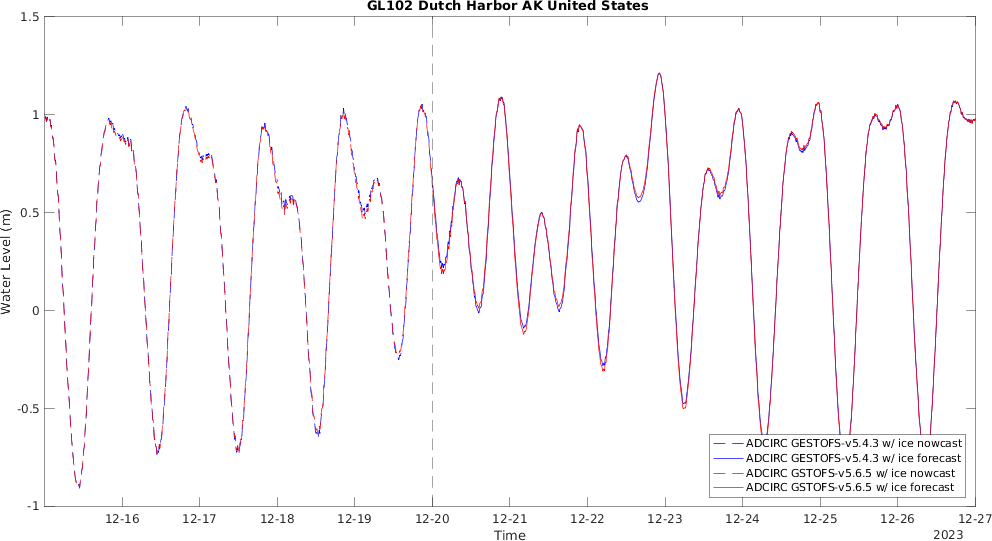 GL102 Dutch Harbor AK United States
1.5
1
0.5
0
-0.5
-1
Water Level (m)
ADCIRC GESTOFS-v5.4.3 w/ ice nowcast
ADCIRC GESTOFS-v5.4.3 w/ ice forecast
ADCIRC GSTOFS-v5.6.5 w/ ice nowcast
ADCIRC GSTOFS-v5.6.5 w/ ice forecast
12-16 12-17 12-18 12-19 12-20 12-21 12-22 12-23 12-24 12-25 12-26 12-27
Time
2023